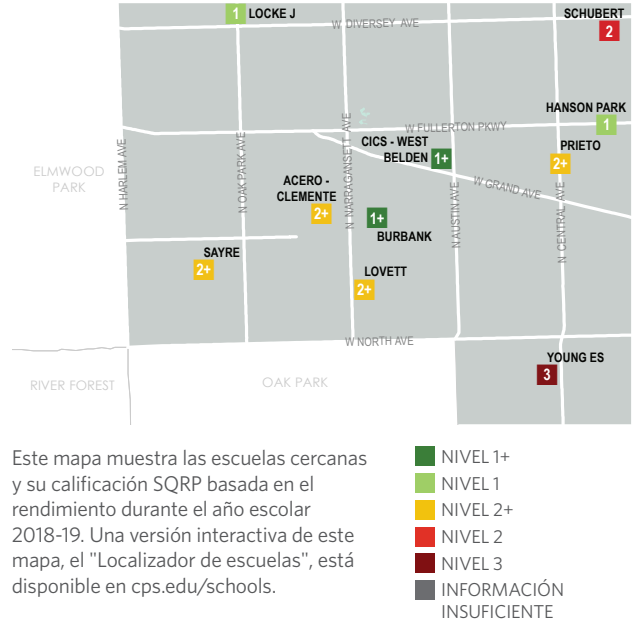 1 LOCKE J
SCHUBERT
W DIVERSEY AVE
2
HANSON PARK
N NARRAGANSETT AVE
W FULLERTON PKWY
1
CICS - WEST
BELDEN
1+
PRIETO
2+
N HARLEM AVE
N OAK PARK AVE
ELMWOOD
PARK
W GRAND AVE
ACERO -
CLEMENTE
2+
1+
BURBANK
N AUSTIN AVE
N CENTRAL AVE
SAYRE
2+
LOVETT
2+
W NORTH AVE
YOUNG ES
3
RIVER FOREST
OAK PARK
Este mapa muestra las escuelas cercanas
y su calificación SQRP basada en el
rendimiento durante el año escolar
2018-19. Una versión interactiva de este
mapa, el "Localizador de escuelas", está
disponible en cps.edu/schools.
NIVEL 1+
NIVEL 1
NIVEL 2+
NIVEL 2
NIVEL 3
INFORMACIÓN
INSUFICIENTE